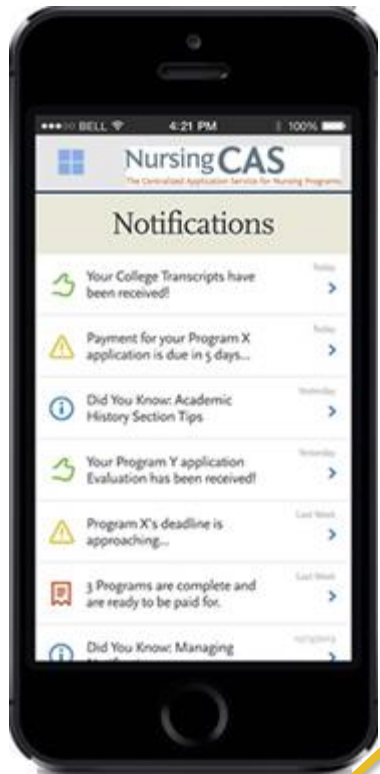 BELL 4:21 PM 100%
NursingCAS
The Centralized Application Service for Nursing Programs
Notifications
Today
Your College Transcripts have
been received!
Today
Payment for your Program X
application is due in 5 days...
Yesterday
Did You Know: Academic
History Section Tips
Yesterday
Your Program Y application
Evaluation has been received!
Last Week
Program X's deadline is
approaching...
Last Week
3 Programs are complete and
are ready to be paid for.
Did You Know: Managing